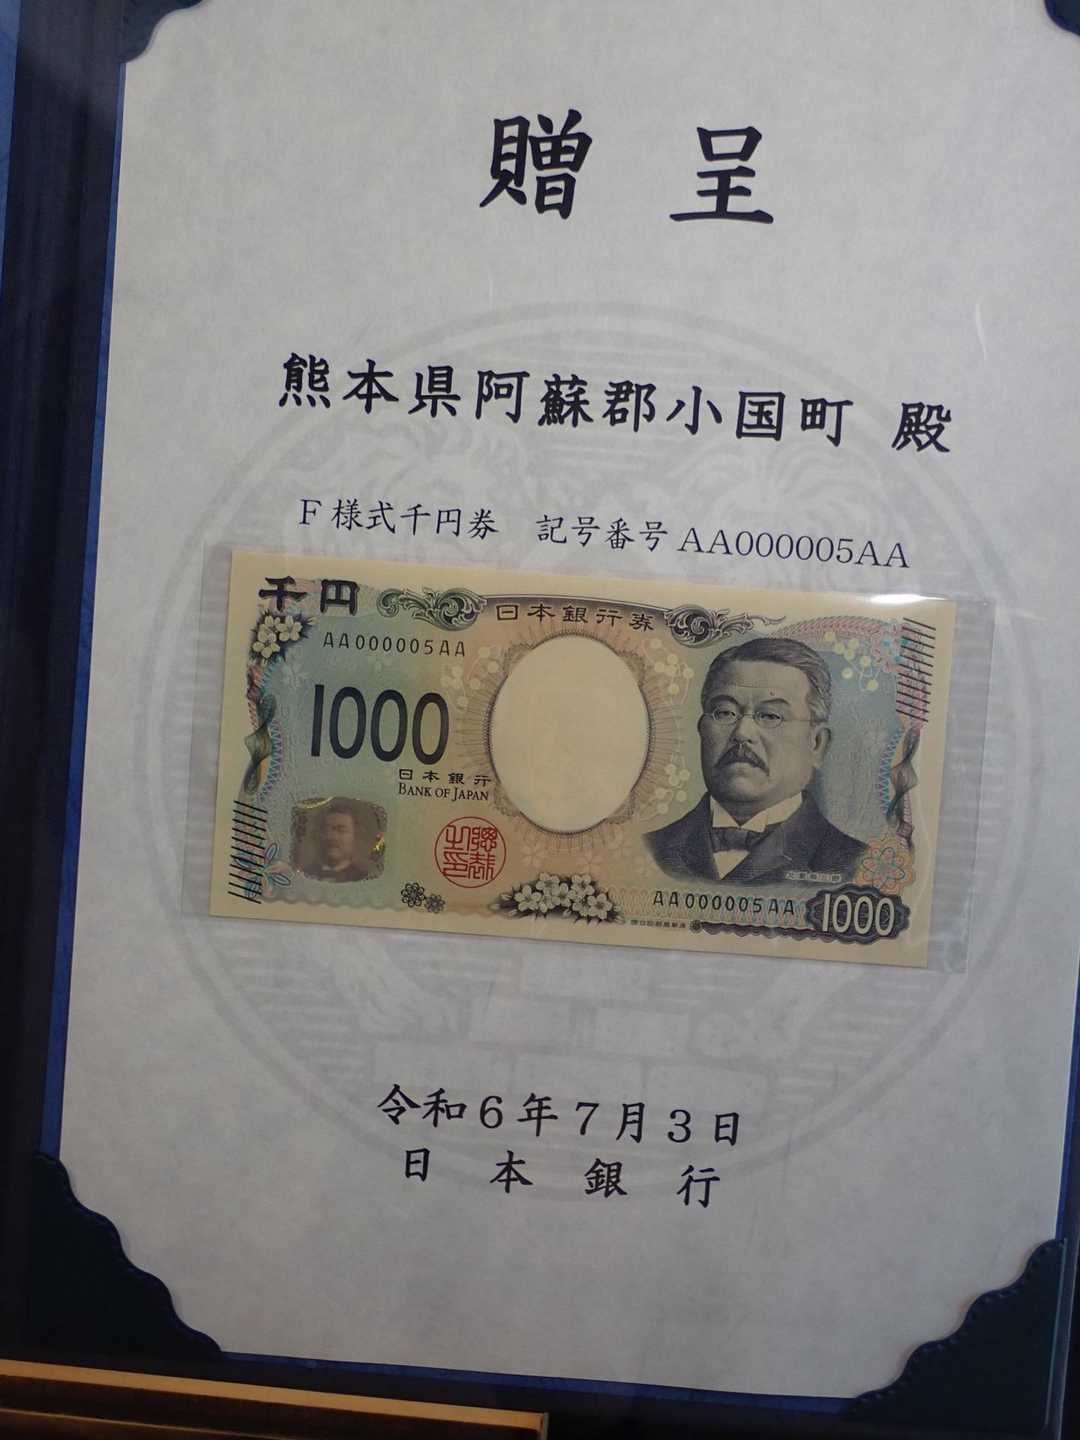 贈呈
熊本県阿蘇郡小国町 殿
F様式千円券 記号番号 AA000005AA
千円
日本銀行券
AA000005AA
1000
日本銀行
BANK OF JAPAN
AA000005AA
1000
令和6年7月3日
日本銀行